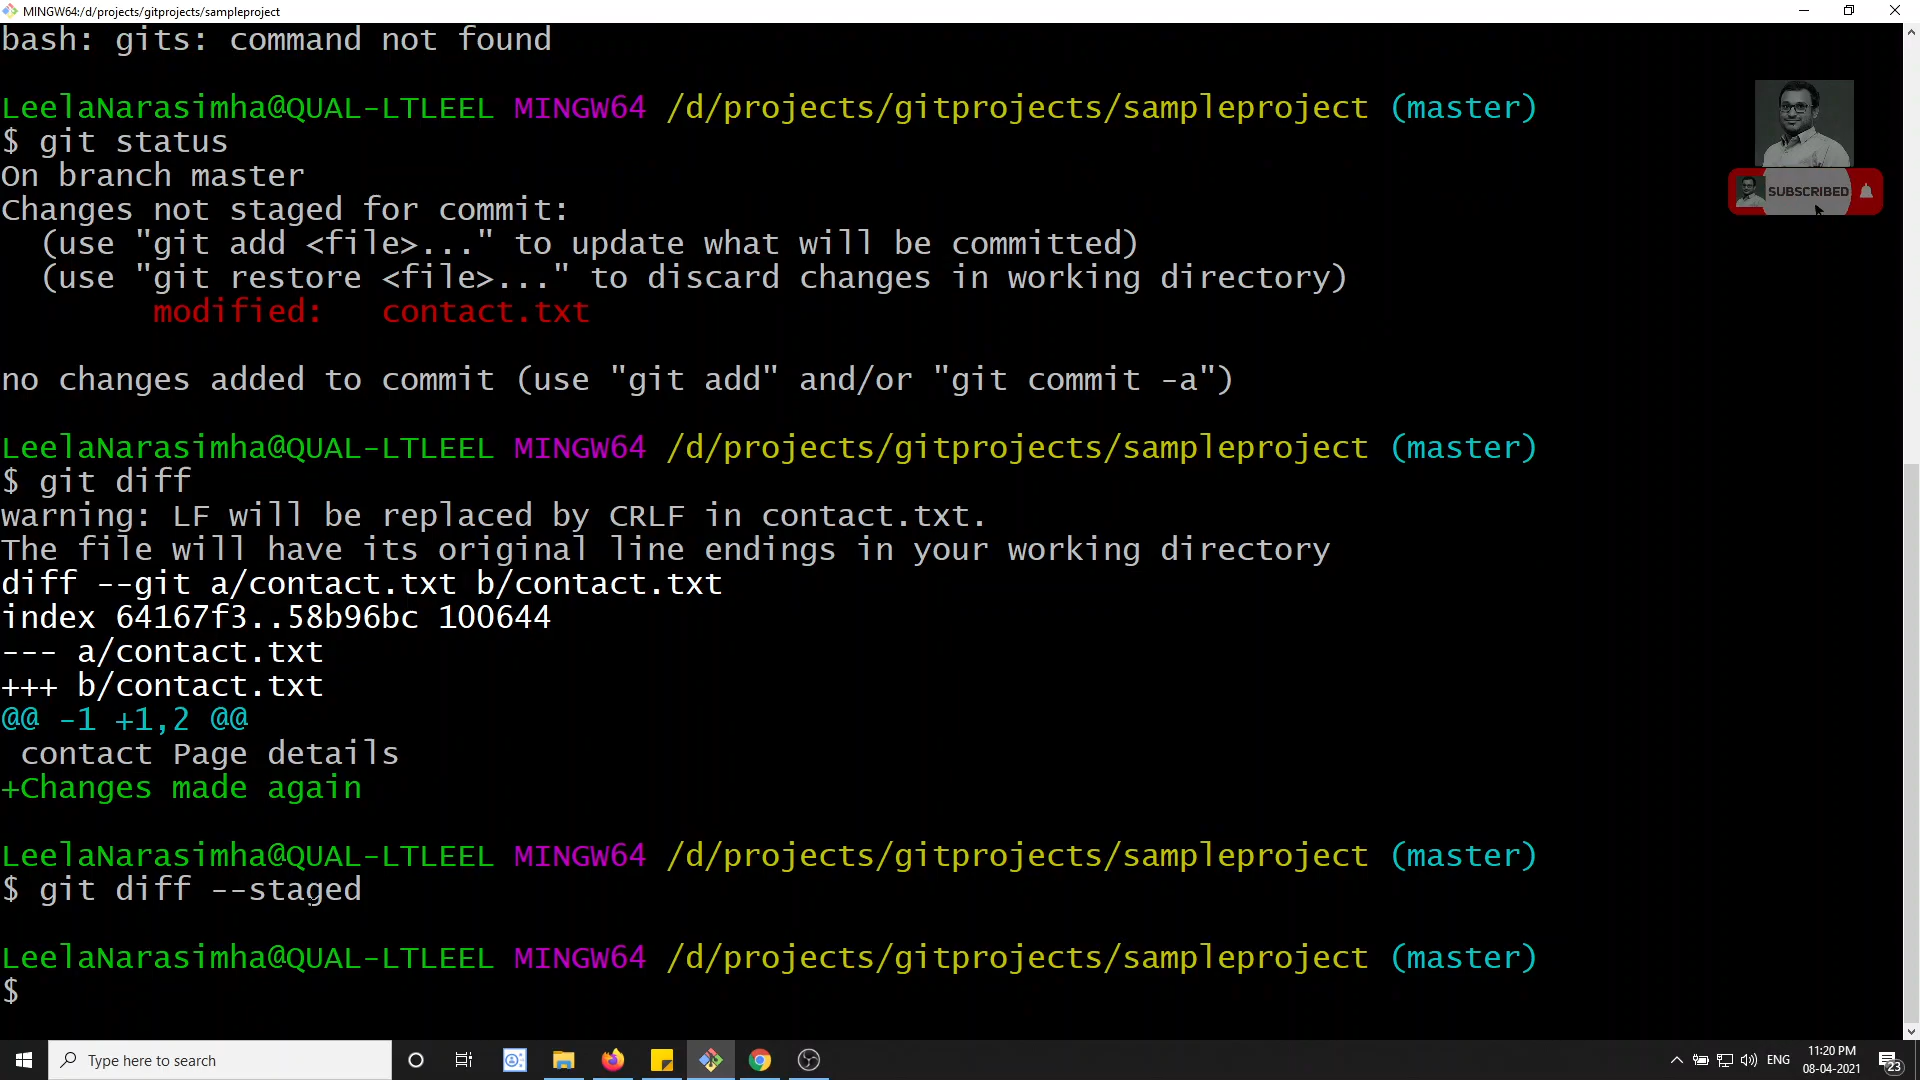 MINGW64:/d/projects/gitprojects/sampleproject
bash: gits: command not found
LeelaNarasimha@QUAL-LTLEEL MINGW64 /d/projects/gitprojects/sampleproject (master)
$ git status
On branch master
Changes not staged for commit:
  (use "git add <file>..." to update what will be committed)
  (use "git restore <file>..." to discard changes in working directory)
        modified:   contact.txt
no changes added to commit (use "git add" and/or "git commit -a")
LeelaNarasimha@QUAL-LTLEEL MINGW64 /d/projects/gitprojects/sampleproject (master)
$ git diff
warning: LF will be replaced by CRLF in contact.txt.
The file will have its original line endings in your working directory
diff --git a/contact.txt b/contact.txt
index 64167f3..58b96bc 100644
--- a/contact.txt
+++ b/contact.txt
@@ -1 +1,2 @@
 contact Page details
+Changes made again
LeelaNarasimha@QUAL-LTLEEL MINGW64 /d/projects/gitprojects/sampleproject (master)
$ git diff --staged
LeelaNarasimha@QUAL-LTLEEL MINGW64 /d/projects/gitprojects/sampleproject (master)
$
SUBSCRIBED
Type here to search
ENG
11:20 PM
08-04-2021
23